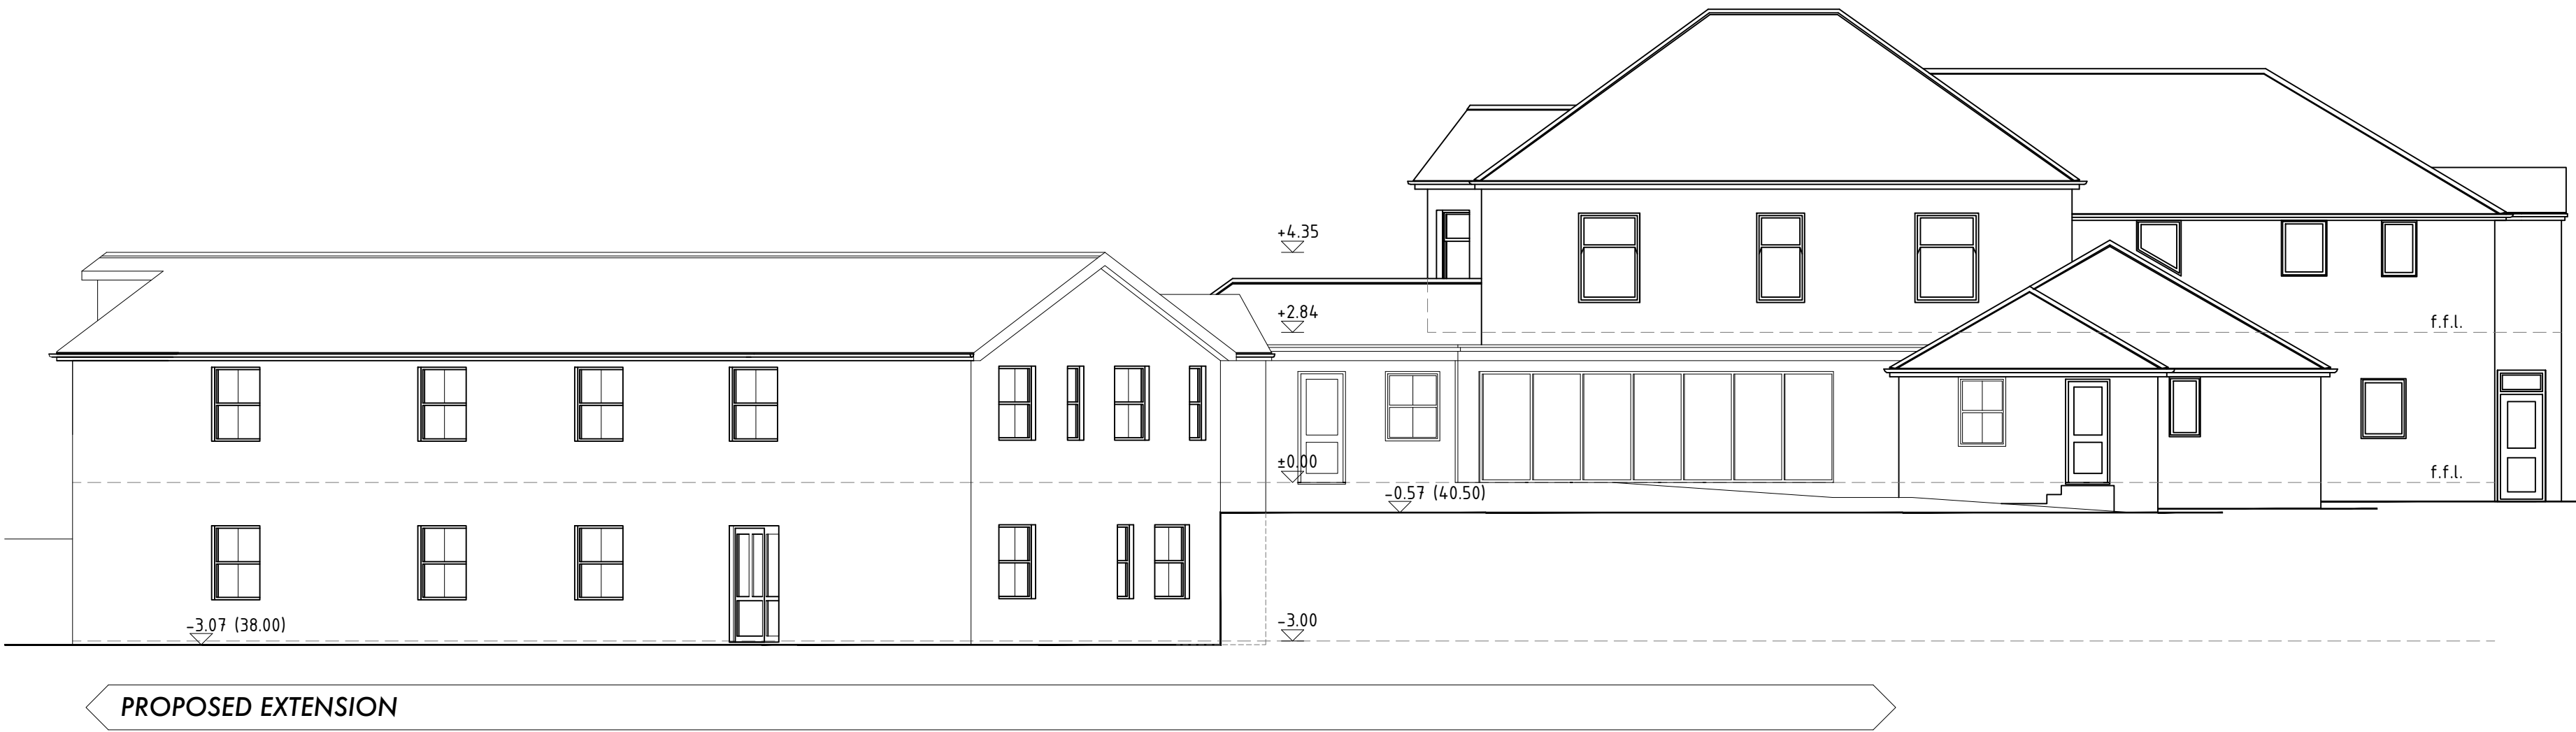 +4.35
+2.84
f.f.l.
±0.00
f.f.l.
-0.57 (40.50)
-3.07 (38.00)
-3.00
PROPOSED EXTENSION